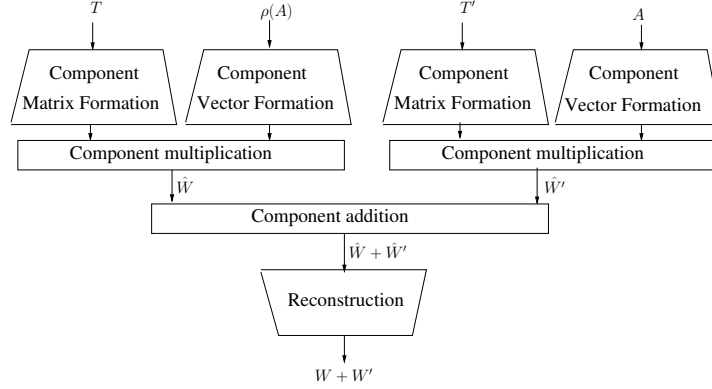 T
ρ(A)
T′
A
Component
Matrix Formation
Component
Vector Formation
Component
Matrix Formation
Component
Vector Formation
Component multiplication
Component multiplication
Ŵ
Ŵ′
Component addition
Ŵ + Ŵ′
Reconstruction
W + W′